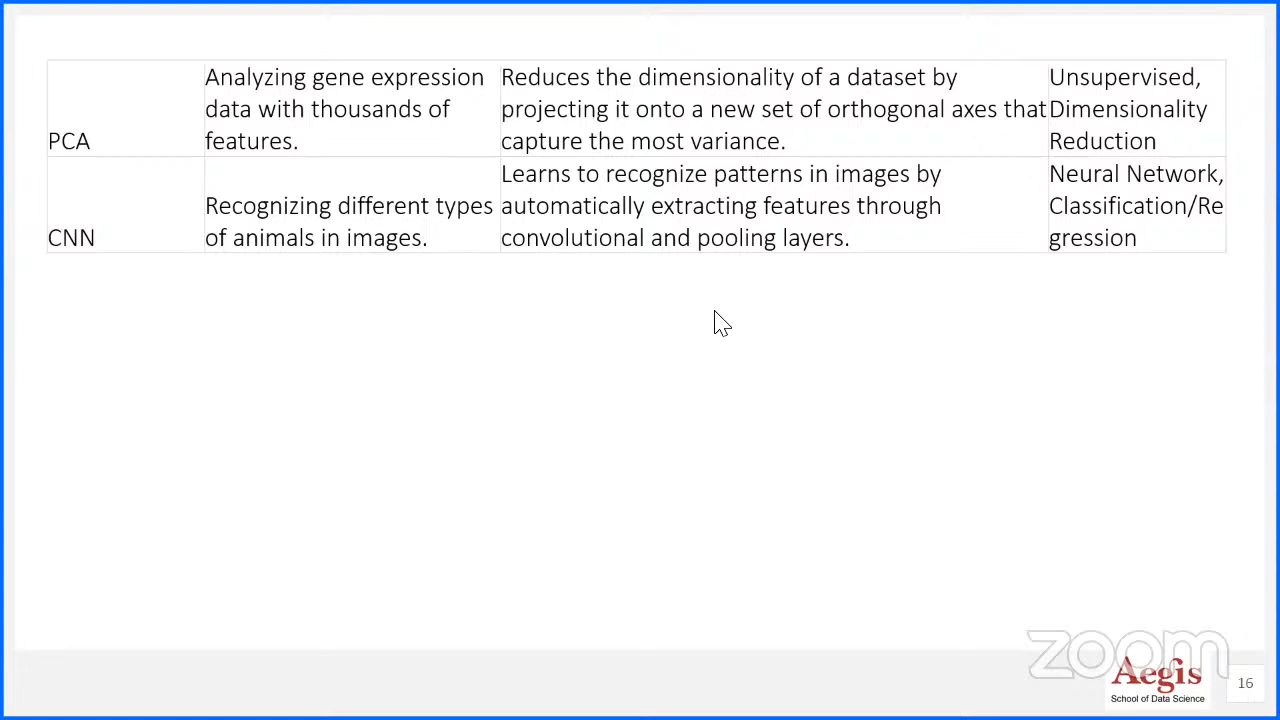 PCA
Analyzing gene expression
data with thousands of
features.
Reduces the dimensionality of a dataset by
projecting it onto a new set of orthogonal axes that
capture the most variance.
Unsupervised,
Dimensionality
Reduction
CNN
Recognizing different types
of animals in images.
Learns to recognize patterns in images by
automatically extracting features through
convolutional and pooling layers.
Neural Network,
Classification/Re
gression
zoom
Aegis
School of Data Science
16